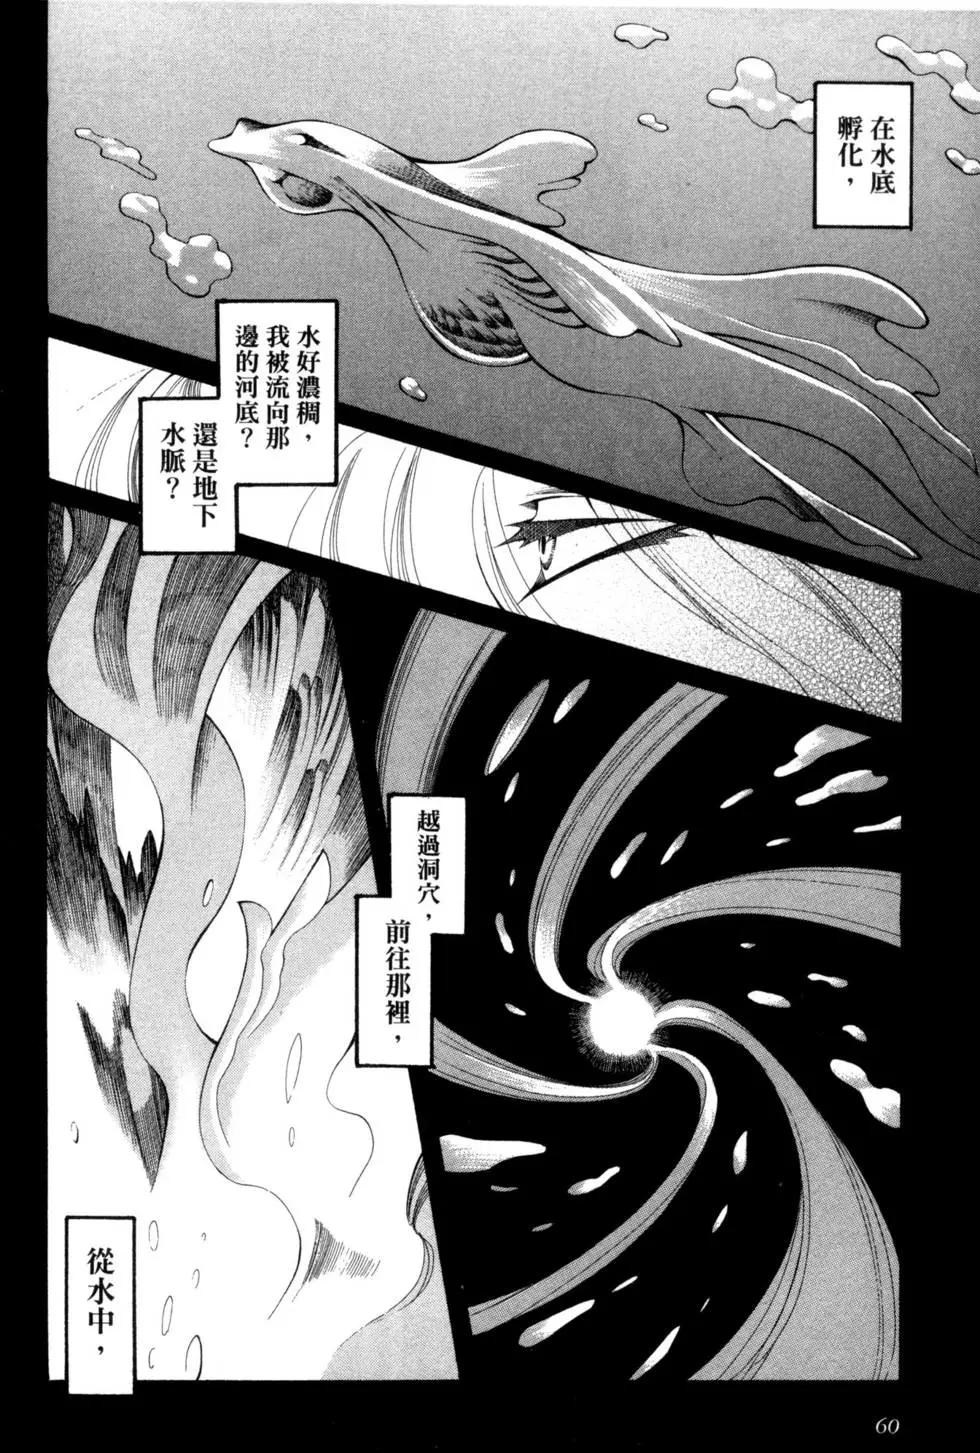 在水底
孵化，
水好濃稠，
我被流向那
邊的河底？
還是地下
水脈？
越過洞穴，
前往那裡，
從水中，
60